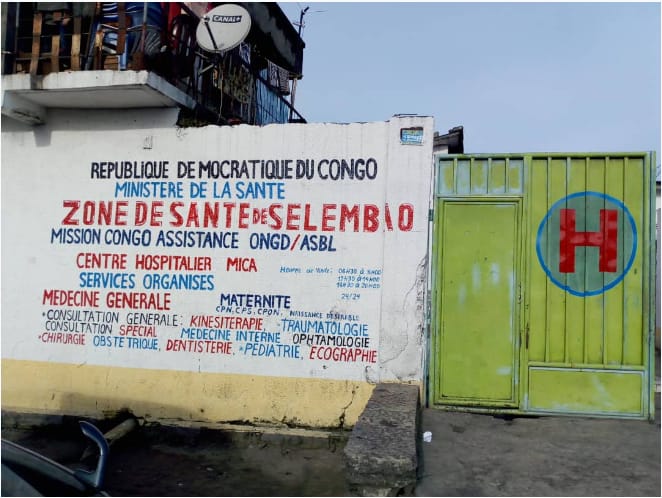 CANAL+
REPUBLIQUE DEMOCRATIQUE DU CONGO
MINISTERE DE LA SANTE
ZONE DE SANTE DE SELEMBAO
MISSION CONGO ASSISTANCE ONGD/ASBL
CENTRE HOSPITALIER MICA
SERVICES ORGANISES
MEDECINE GENERALE
MATERNITE
24/24
CPN, CPS, CPON, NAISSANCE DESIRABLE
*CONSULTATION GENERALE: KINESITERAPIE, TRAUMATOLOGIE
CONSULTATION SPECIAL MEDECINE INTERNE OPHTAMOLOGIE
*CHIRURGIE OBSTETRIQUE, DENTISTERIE, *PEDIATRIE, ECOGRAPHIE
H